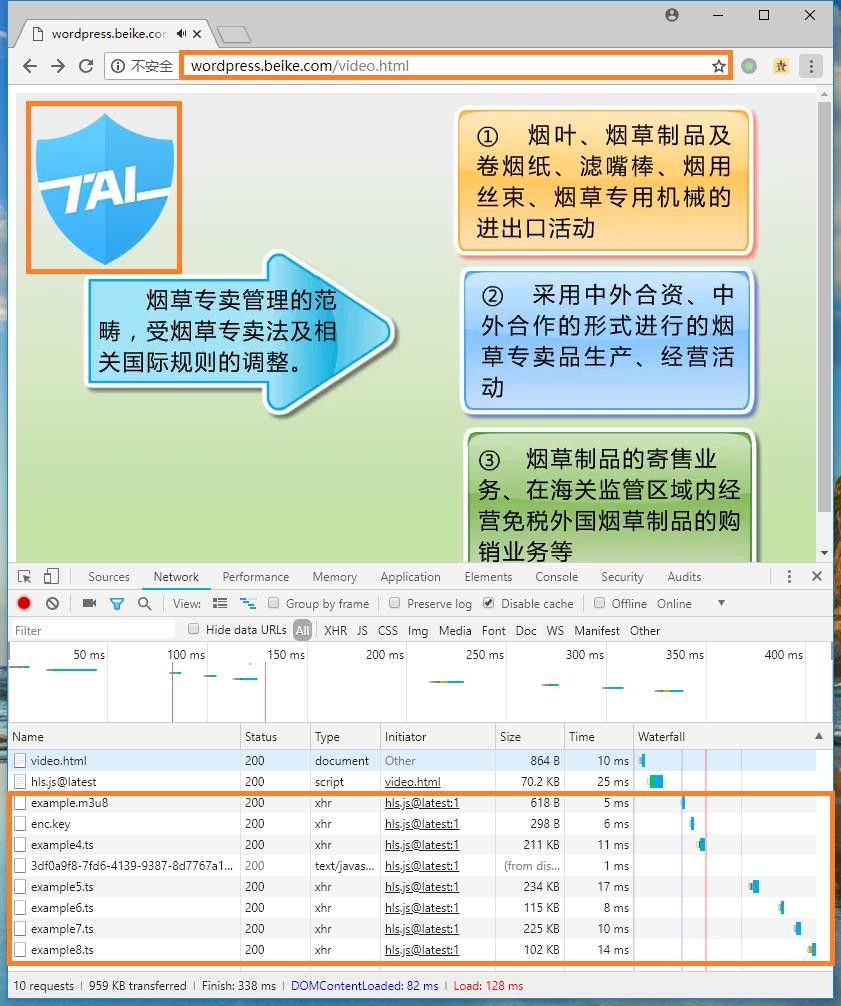 wordpress.beike.con
不安全
wordpress.beike.com/video.html
TAL
① 烟叶、烟草制品及
卷烟纸、滤嘴棒、烟用
丝束、烟草专用机械的
进出口活动
烟草专卖管理的范
畴，受烟草专卖法及相
关国际规则的调整。
② 采用中外合资、中
外合作的形式进行的烟
草专卖品生产、经营活
动
③ 烟草制品的寄售业
务、在海关监管区域内经
营免税外国烟草制品的购
销业务等
Sources Network Performance Memory Application Elements Console Security Audits
View: Group by frame Preserve log Disable cache Offline Online
Filter Hide data URLs All XHR JS CSS Img Media Font Doc WS Manifest Other
50 ms 100 ms 150 ms 200 ms 250 ms 300 ms 350 ms 400 ms
Name Status Type Initiator Size Time Waterfall
video.html 200 document Other 864 B 10 ms
hls.js@latest 200 script video.html 70.2 KB 25 ms
example.m3u8 200 xhr hls.js@latest:1 618 B 5 ms
enc.key 200 xhr hls.js@latest:1 298 B 6 ms
example4.ts 200 xhr hls.js@latest:1 211 KB 11 ms
3df0a9f8-7fd6-4139-9387-8d7767a1... 200 text/javas... hls.js@latest:1 (from dis... 1 ms
example5.ts 200 xhr hls.js@latest:1 234 KB 17 ms
example6.ts 200 xhr hls.js@latest:1 115 KB 8 ms
example7.ts 200 xhr hls.js@latest:1 225 KB 10 ms
example8.ts 200 xhr hls.js@latest:1 102 KB 14 ms
10 requests | 959 KB transferred | Finish: 338 ms | DOMContentLoaded: 82 ms | Load: 128 ms